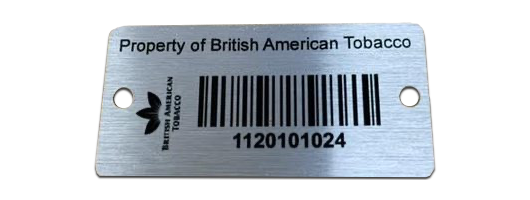 Property of British American Tobacco
BRITISH AMERICAN
TOBACCO
1120101024